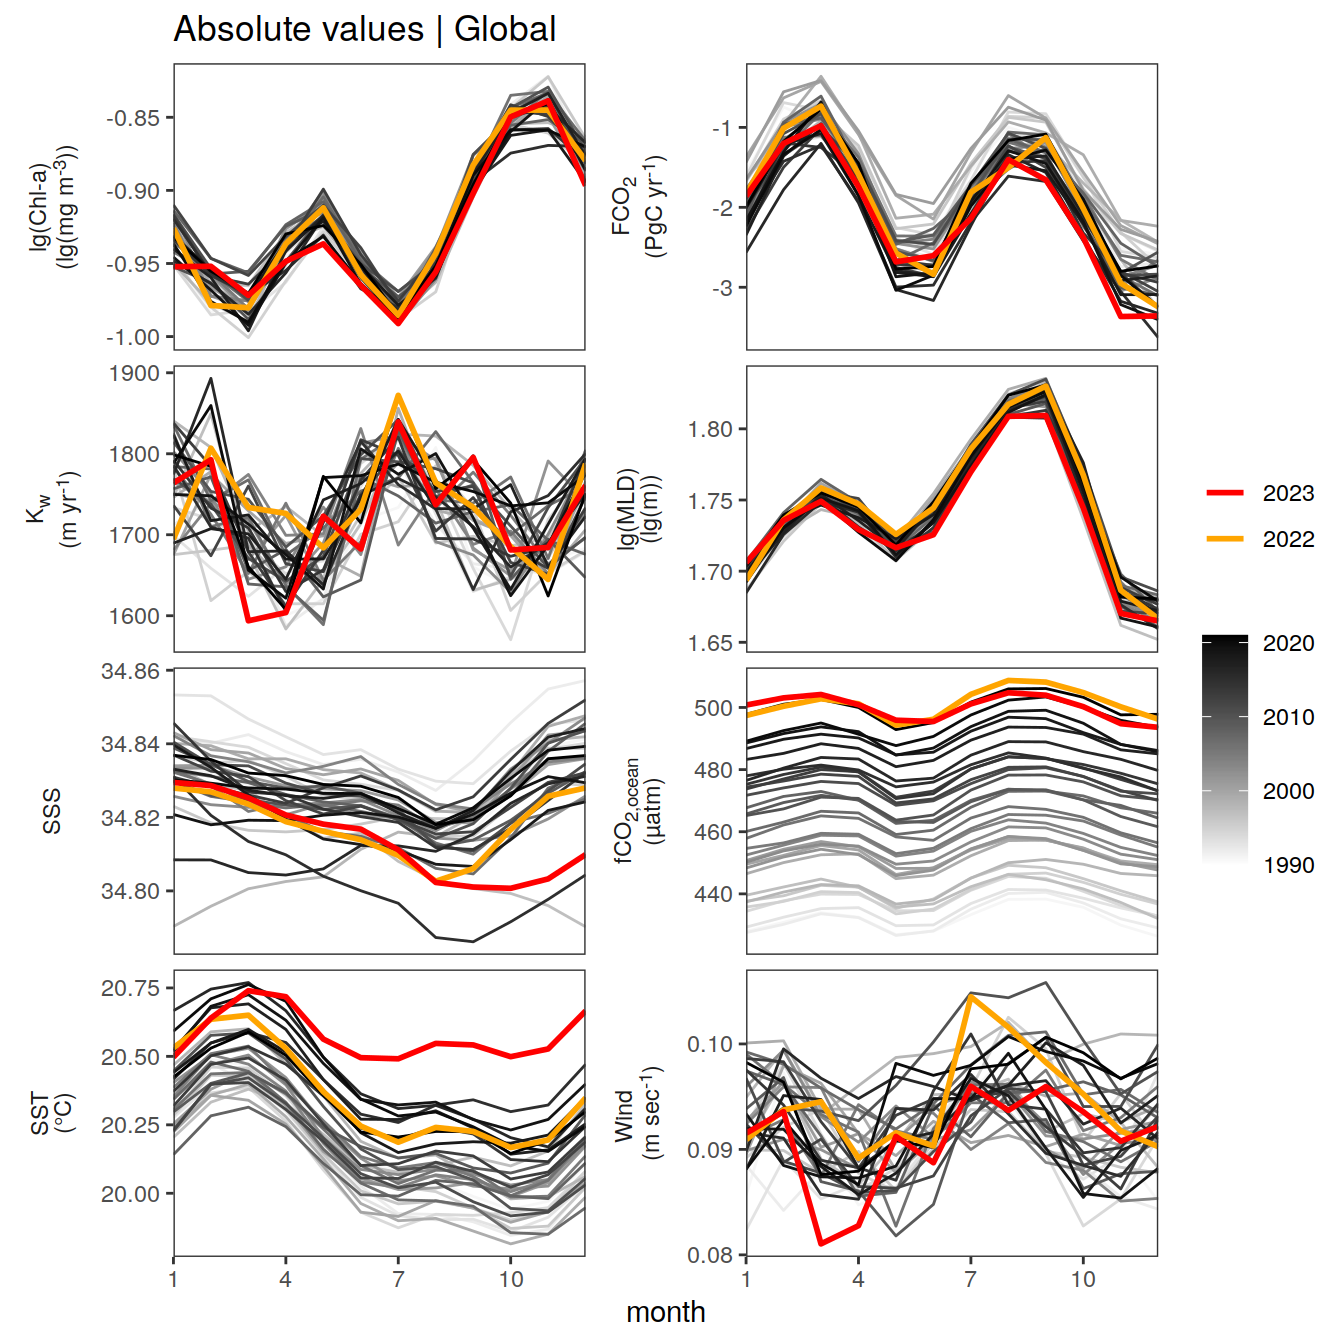 Absolute values | Global
lg(Chl-a)
(lg(mg m⁻³))
-0.85
-0.90
-0.95
-1.00
FCO₂
(PgC yr⁻¹)
-1
-2
-3
K_w
(m yr⁻¹)
1900
1800
1700
1600
lg(MLD)
(lg(m))
1.80
1.75
1.70
1.65
SSS
34.86
34.84
34.82
34.80
fCO₂,ocean
(µatm)
500
480
460
440
SST
(°C)
20.75
20.50
20.25
20.00
Wind
(m sec⁻¹)
0.10
0.09
0.08
1 4 7 10
1 4 7 10
month
2023
2022
2020
2010
2000
1990